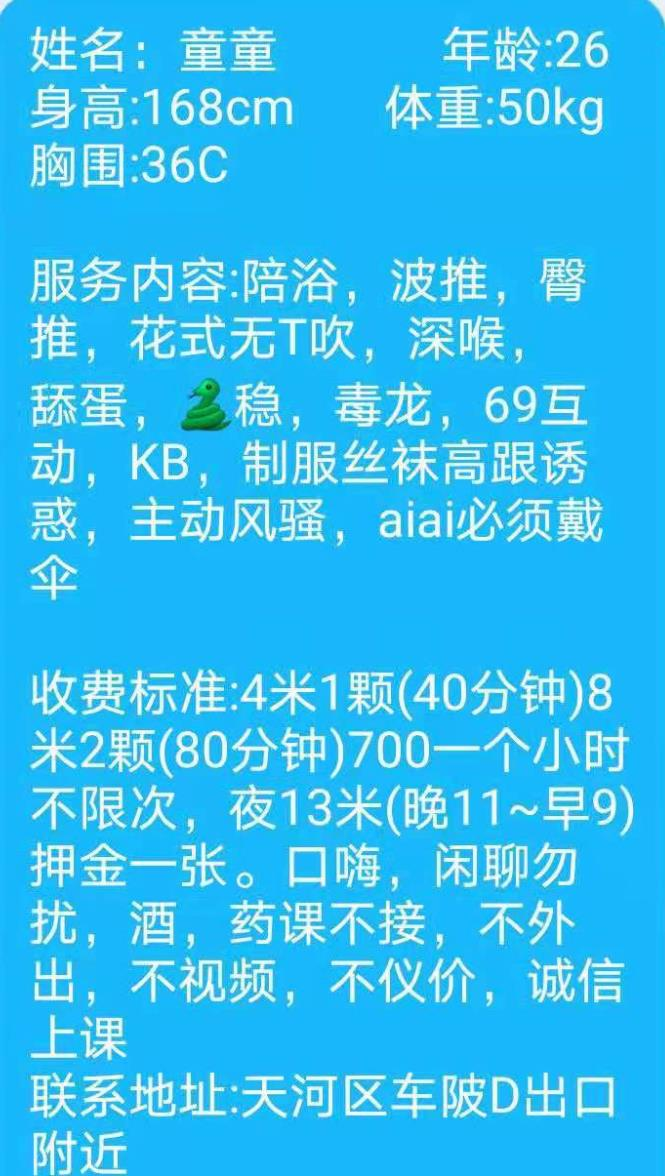 姓名：童童 年龄:26
身高:168cm 体重:50kg
胸围:36C
服务内容:陪浴，波推，臀
推，花式无T吹，深喉，
舔蛋，🐍稳，毒龙，69互
动，KB，制服丝袜高跟诱
惑，主动风骚，aiai必须戴
伞
收费标准:4米1颗(40分钟)8
米2颗(80分钟)700一个小时
不限次，夜13米(晚11~早9)
押金一张。口嗨，闲聊勿
扰，酒，药课不接，不外
出，不视频，不仪价，诚信
上课
联系地址:天河区车陂D出口
附近